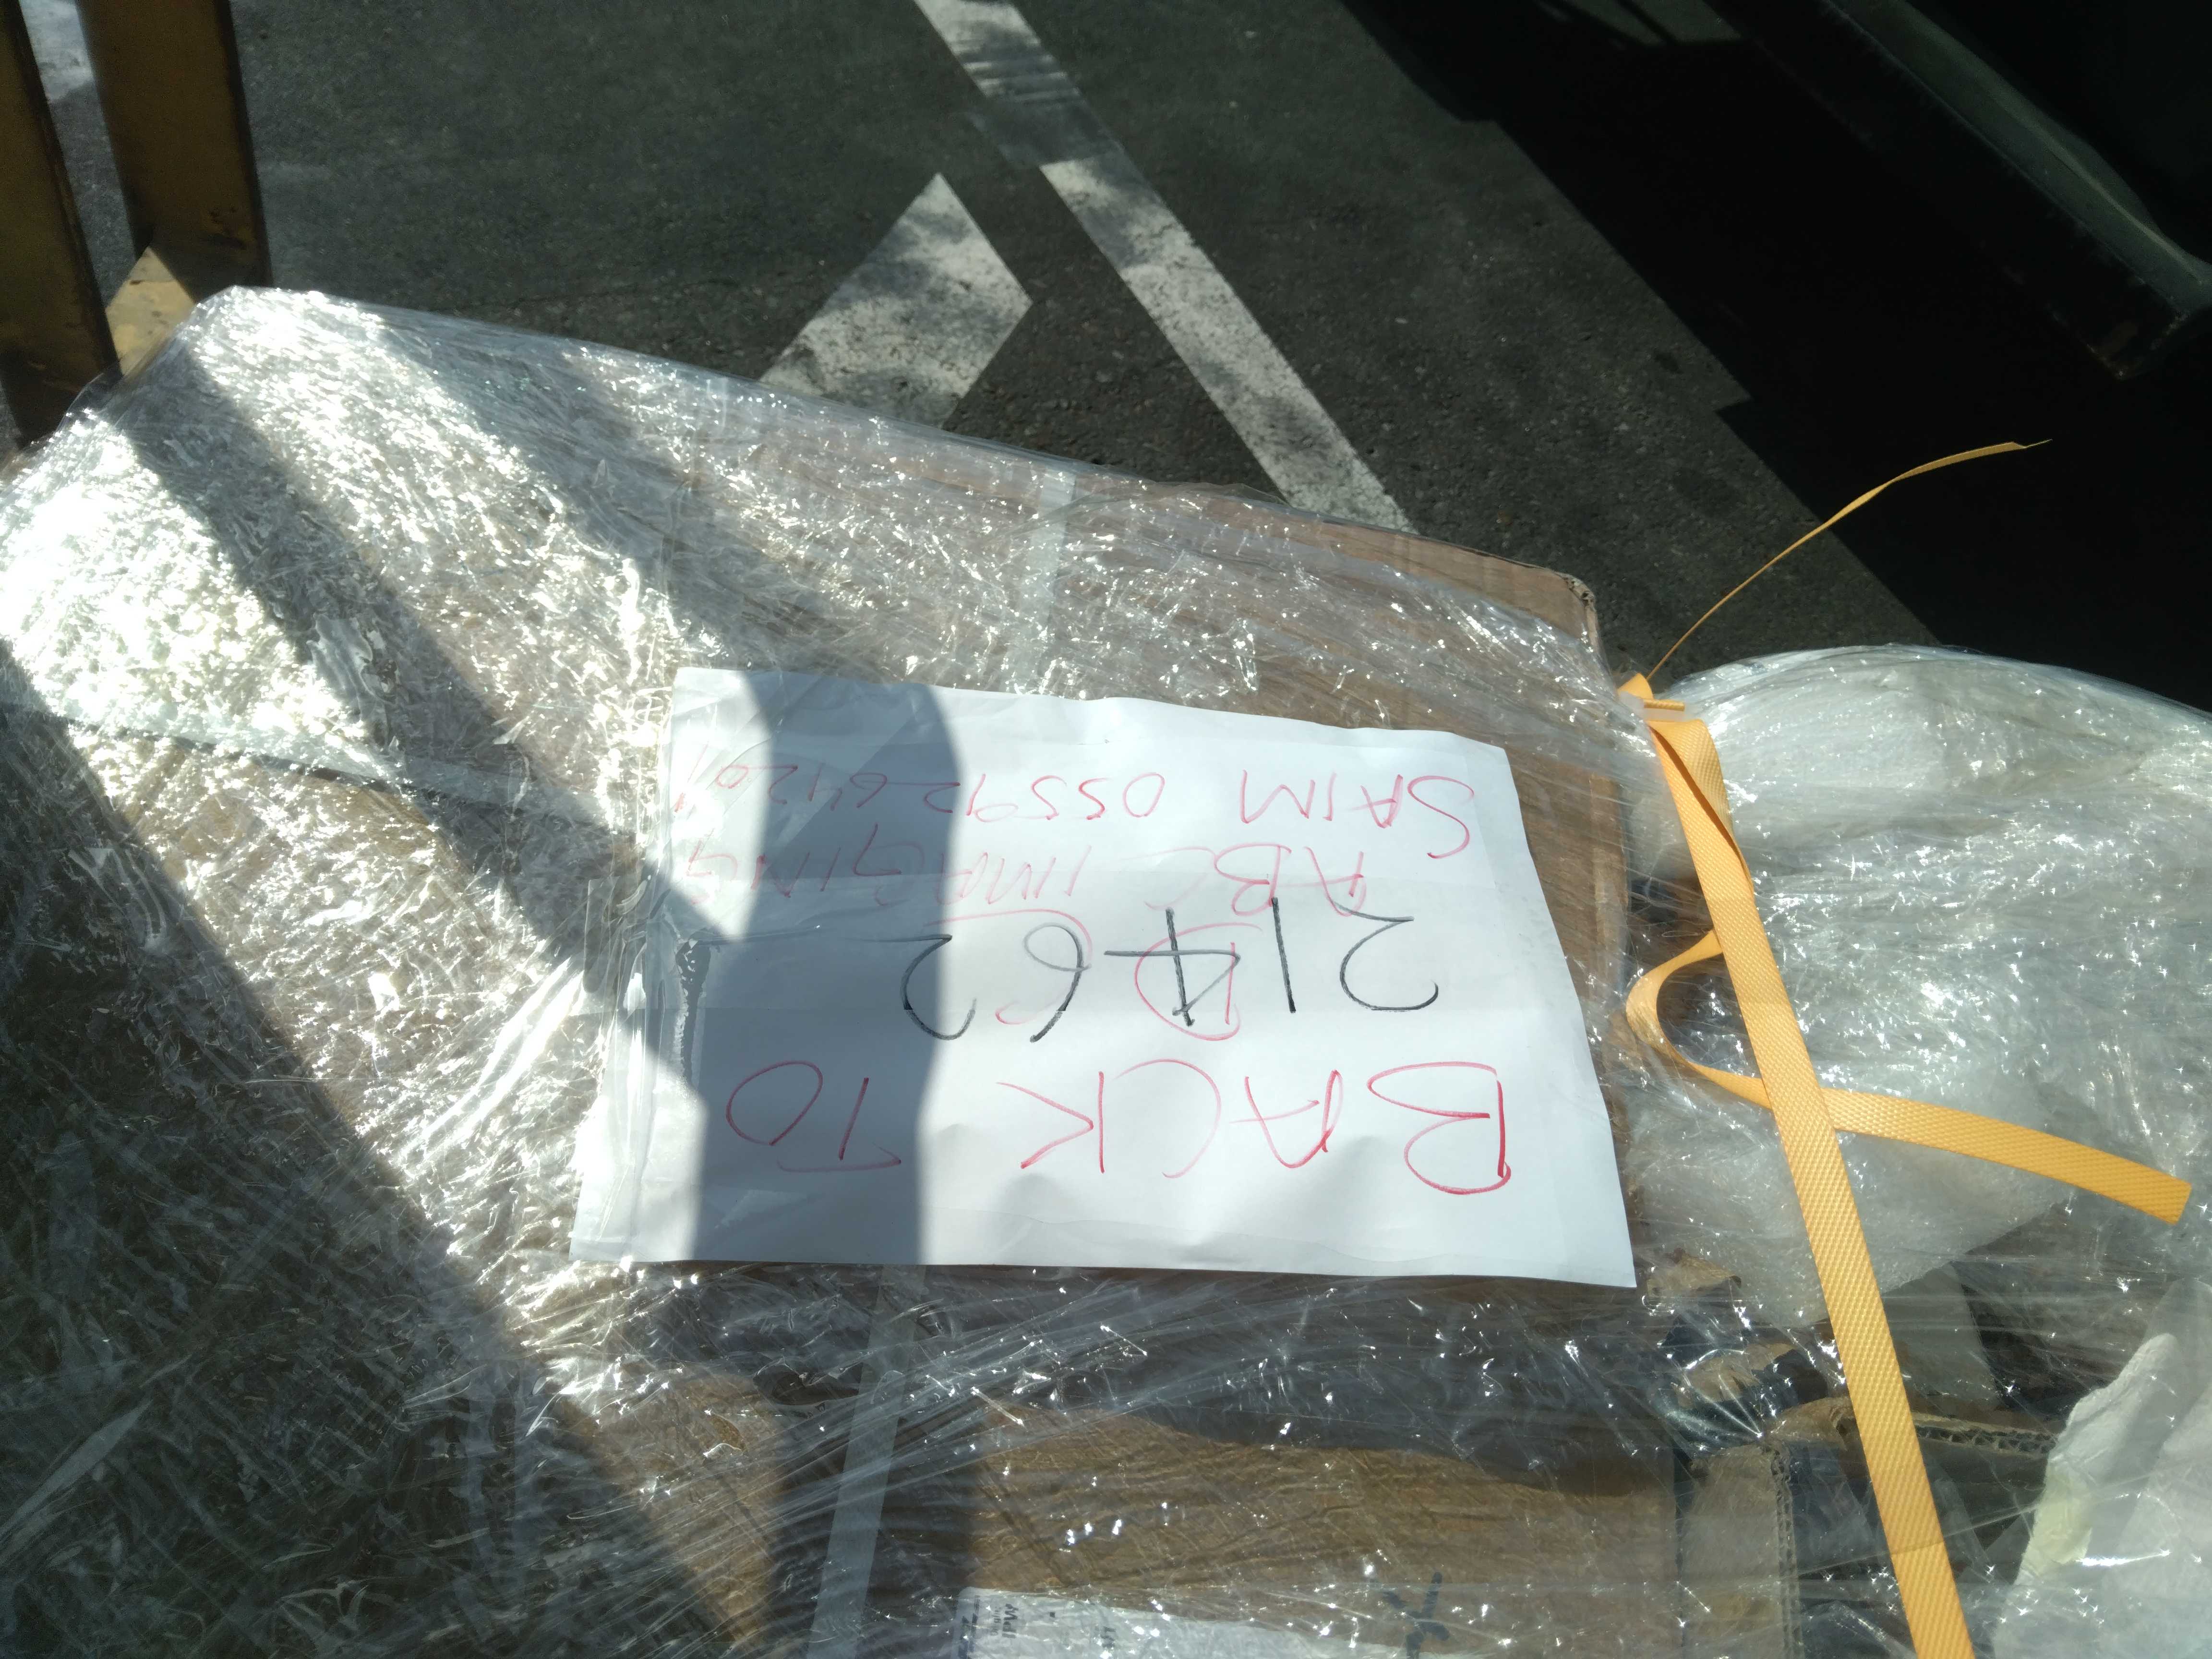 BACK TO
21462
ABC IMAGING
SAIM 0559264201